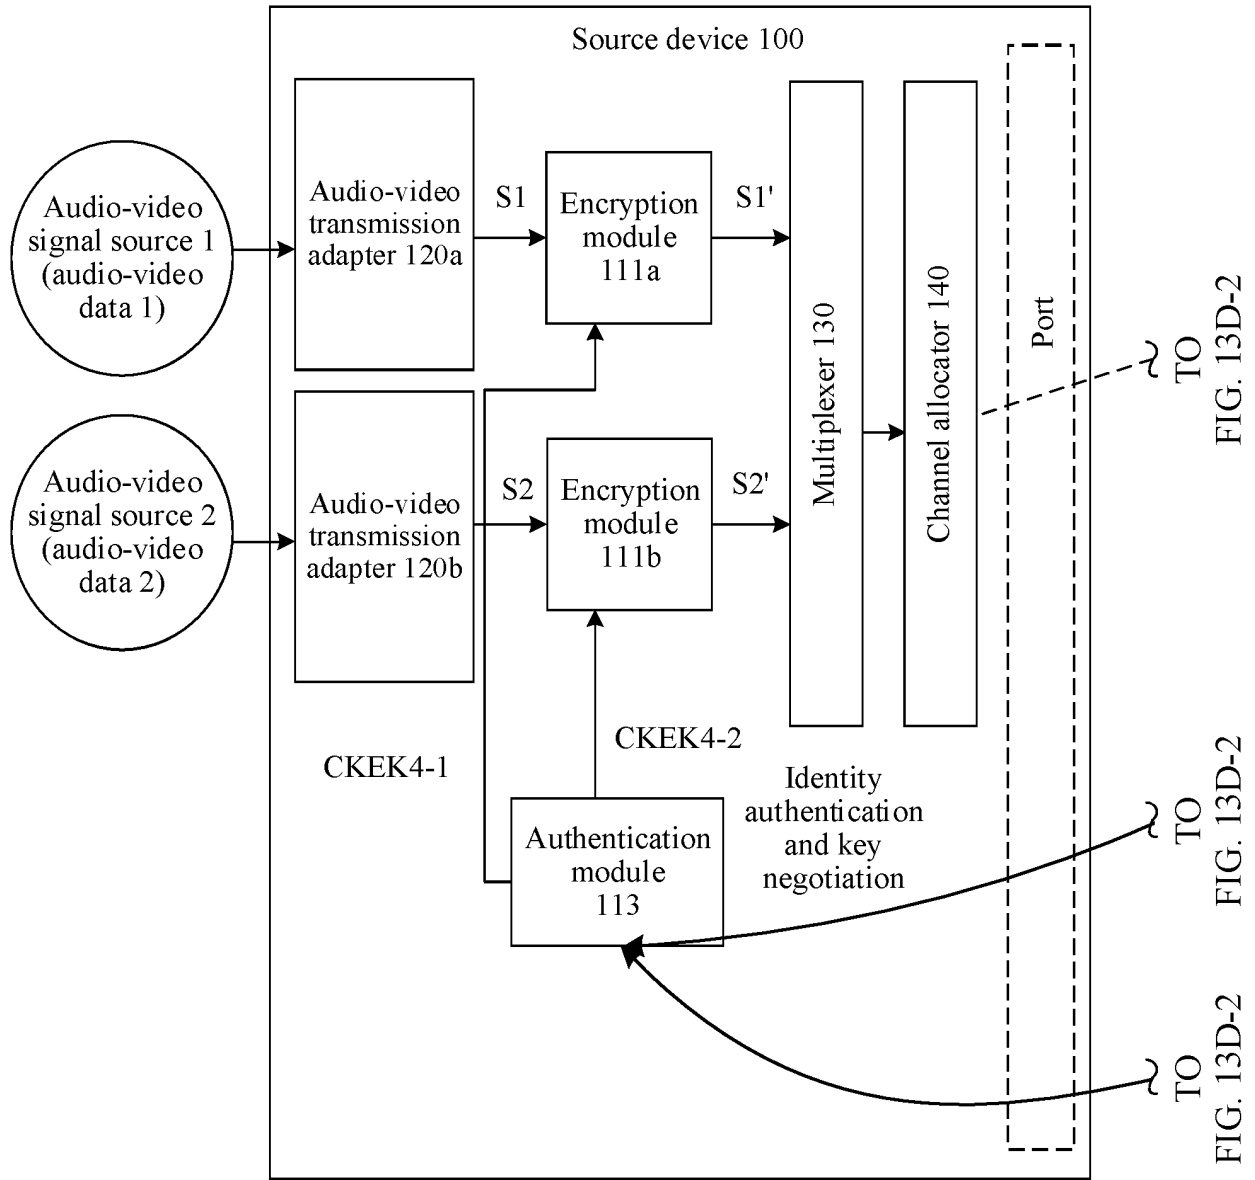 Source device 100
Audio-video
signal source 1
(audio-video
data 1)
Audio-video
transmission
adapter 120a
S1
Encryption
module
111a
S1'
Audio-video
signal source 2
(audio-video
data 2)
Audio-video
transmission
adapter 120b
S2
Encryption
module
111b
S2'
Multiplexer 130
Channel allocator 140
Port
TO
FIG. 13D-2
CKEK4-1
CKEK4-2
Authentication
module
113
Identity
authentication
and key
negotiation
TO
FIG. 13D-2
TO
FIG. 13D-2